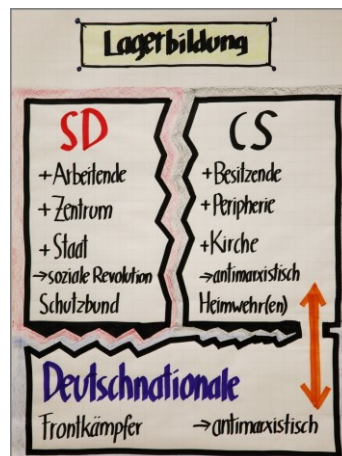 Lagerbildung
SD
+Arbeitende
+Zentrum
+Staat
→soziale Revolution
Schutzbund
CS
+Besitzende
+Peripherie
+Kirche
→antimarxistisch
Heimwehr(en)
Deutschnationale
Frontkämpfer →antimarxistisch